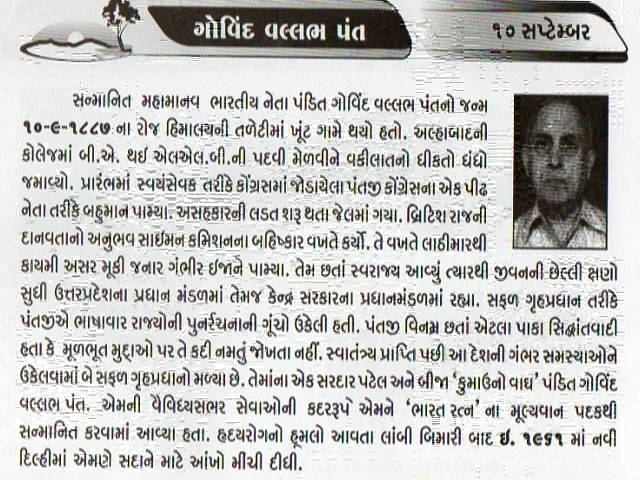 ગોવિંદ વલ્લભ પંત
૧૦ સપ્ટેમ્બર
સન્માનિત મહામાનવ ભારતીય નેતા પંડિત ગોવિંદ વલ્લભ પંતનો જન્મ
૧૦-૯-૧૮૮૭ ના રોજ હિમાલયની તળેટીમાં ખૂંટ ગામે થયો હતો. અલ્હાબાદની
કોલેજમાં બી.એ. થઈ એલએલ.બી.ની પદવી મેળવીને વકીલાતનો ધીકતો ધંધો
જમાવ્યો. પ્રારંભમાં સ્વયંસેવક તરીકે કોંગ્રેસમાં જોડાયેલા પંતજી કોંગ્રેસના એક પીઢ
નેતા તરીકે બહુમાન પામ્યા. અસહકારની લડત શરૂ થતા જેલમાં ગયા. બ્રિટિશ રાજની
દાનવતાનો અનુભવ સાઈમન કમિશનના બહિષ્કાર વખતે કર્યો. તે વખતે લાઠીમારથી
કાયમી અસર મૂકી જનાર ગંભીર ઈજાને પામ્યા. તેમ છતાં સ્વરાજ્ય આવ્યું ત્યારથી જીવનની છેલ્લી ક્ષણો
સુધી ઉત્તરપ્રદેશના પ્રધાન મંડળમાં તેમજ કેન્દ્ર સરકારના પ્રધાનમંડળમાં રહ્યા. સફળ ગૃહપ્રધાન તરીકે
પંતજીએ ભાષાવાર રાજ્યોની પુનર્રચનાની ગૂંચો ઉકેલી હતી. પંતજી વિનમ્ર છતાં એટલા પાકા સિદ્ધાંતવાદી
હતા કે મૂળભૂત મુદ્દાઓ પર તે કદી નમતું જોખતા નહીં. સ્વાતંત્ર્ય પ્રાપ્તિ પછી આ દેશની ગંભર સમસ્યાઓને
ઉકેલવામાં બે સફળ ગૃહપ્રધાનો મળ્યા છે. તેમાંના એક સરદાર પટેલ અને બીજા 'કુમાઉનો વાઘ' પંડિત ગોવિંદ
વલ્લભ પંત. એમની વૈવિધ્યસભર સેવાઓની કદરરૂપે એમને 'ભારત રત્ન' ના મૂલ્યવાન પદકથી
સન્માનિત કરવામાં આવ્યા હતા. હૃદયરોગનો હૂમલો આવતા લાંબી બિમારી બાદ ઇ. ૧૯૬૧ માં નવી
દિલ્હીમાં એમણે સદાને માટે આંખો મીંચી દીધી.